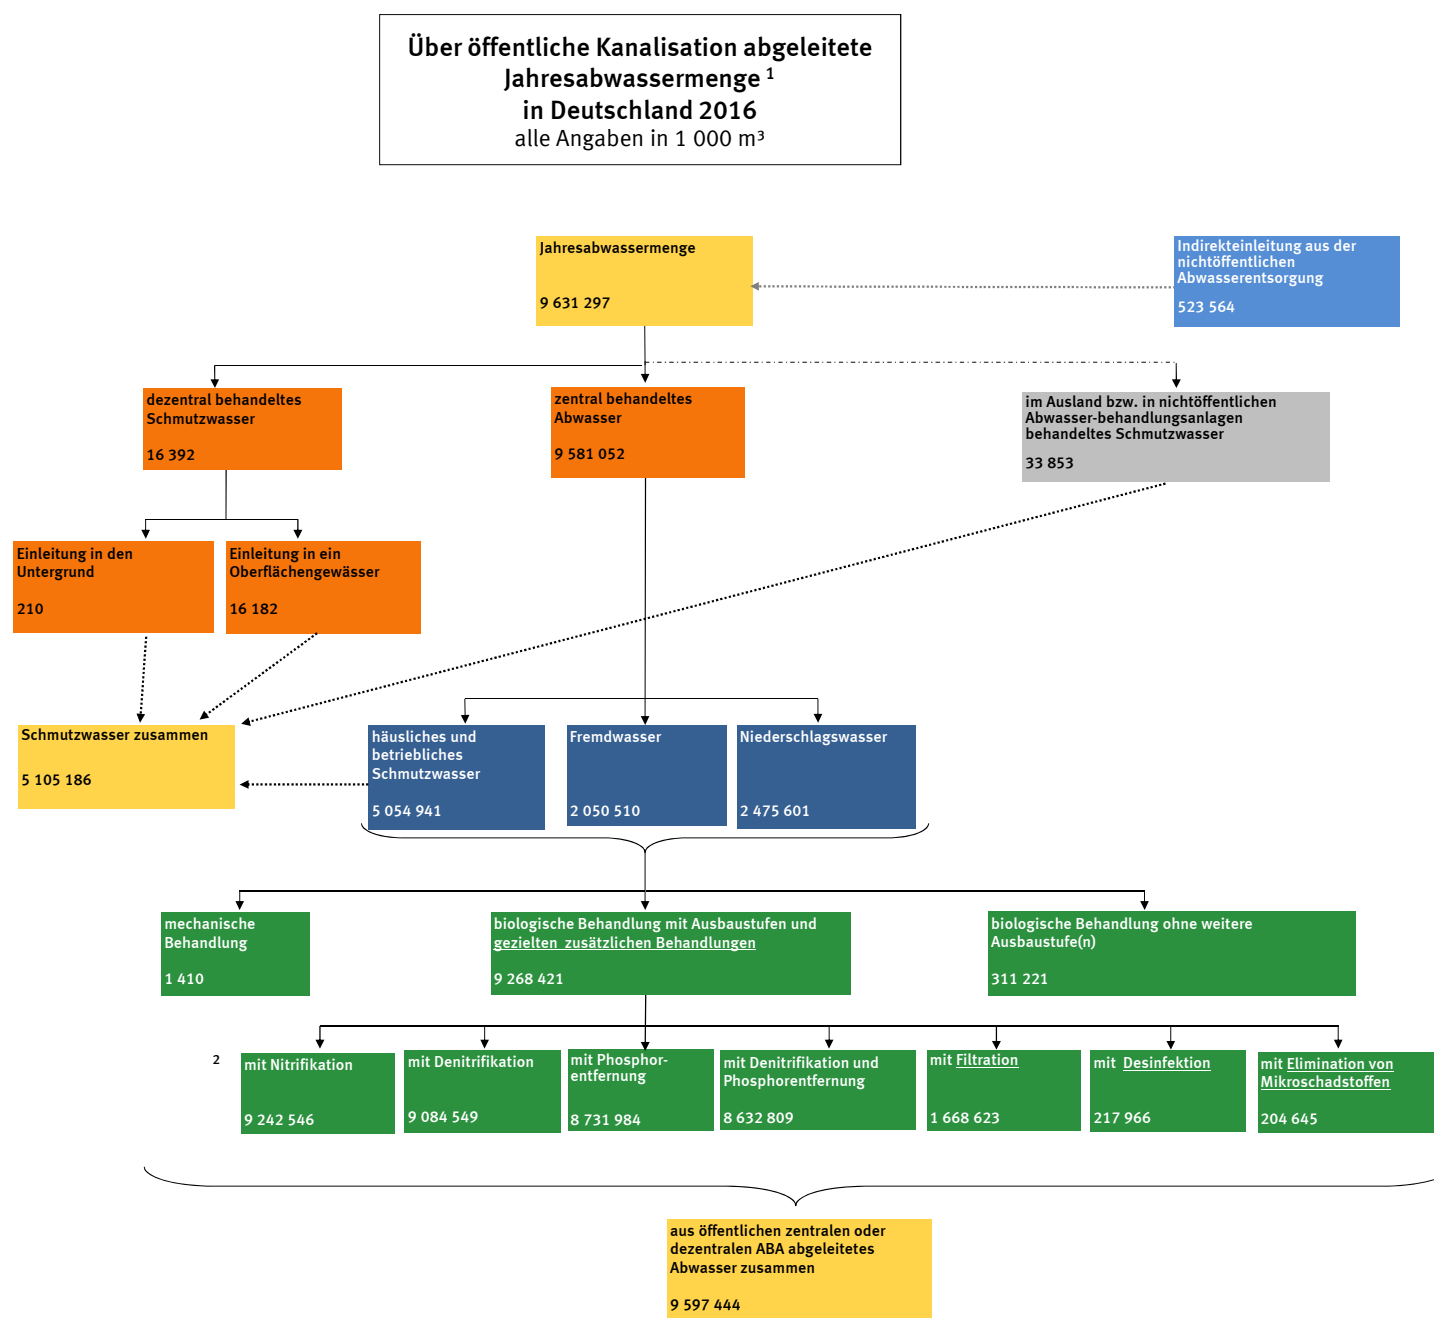 Über öffentliche Kanalisation abgeleitete
Jahresabwassermenge ¹
in Deutschland 2016
alle Angaben in 1 000 m³
Jahresabwassermenge
9 631 297
Indirekteinleitung aus der
nichtöffentlichen
Abwasserentsorgung
523 564
dezentral behandeltes
Schmutzwasser
16 392
zentral behandeltes
Abwasser
9 581 052
im Ausland bzw. in nichtöffentlichen
Abwasser-behandlungsanlagen
behandeltes Schmutzwasser
33 853
Einleitung in den
Untergrund
210
Einleitung in ein
Oberflächengewässer
16 182
Schmutzwasser zusammen
5 105 186
häusliches und
betriebliches
Schmutzwasser
5 054 941
Fremdwasser
2 050 510
Niederschlagswasser
2 475 601
mechanische
Behandlung
1 410
biologische Behandlung mit Ausbaustufen und
gezielten zusätzlichen Behandlungen
9 268 421
biologische Behandlung ohne weitere
Ausbaustufe(n)
311 221
2
mit Nitrifikation
9 242 546
mit Denitrifikation
9 084 549
mit Phosphor-
entfernung
8 731 984
mit Denitrifikation und
Phosphorentfernung
8 632 809
mit Filtration
1 668 623
mit Desinfektion
217 966
mit Elimination von
Mikroschadstoffen
204 645
aus öffentlichen zentralen oder
dezentralen ABA abgeleitetes
Abwasser zusammen
9 597 444